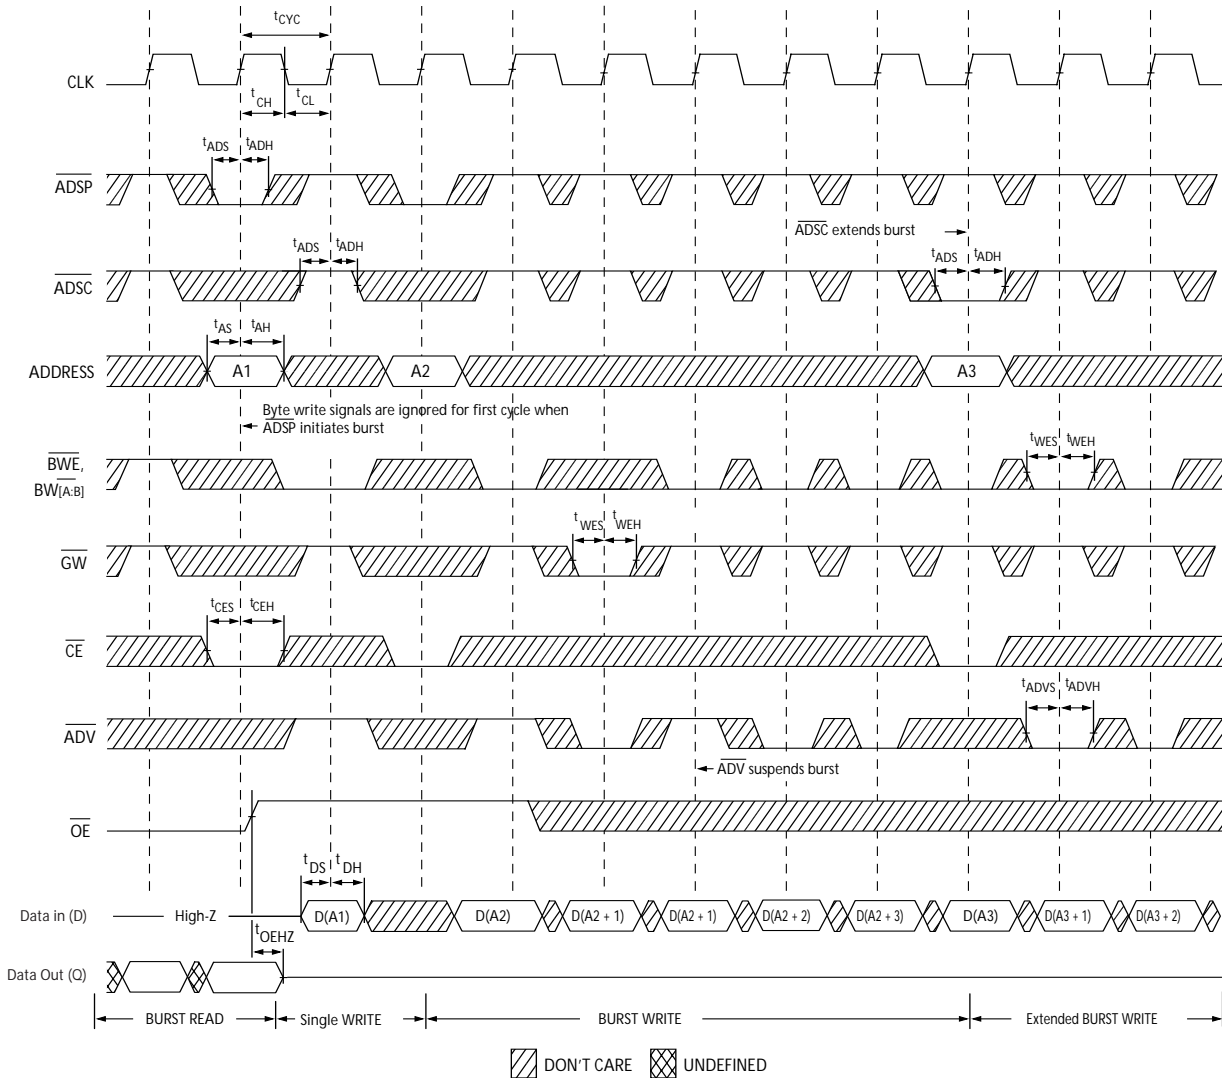 tCYC
CLK
tCH tCL
tADS tADH
ADSP
ADSC extends burst
tADS tADH tADS tADH
ADSC
tAS tAH
ADDRESS A1 A2 A3
Byte write signals are ignored for first cycle when
ADSP initiates burst
BWE,
BW[A:B]
tWES tWEH
tWES tWEH
GW
tCES tCEH
CE
tADVS tADVH
ADV
ADV suspends burst
OE
tDS tDH
Data in (D) High-Z D(A1) D(A2) D(A2 + 1) D(A2 + 1) D(A2 + 2) D(A2 + 3) D(A3) D(A3 + 1) D(A3 + 2)
tOEHZ
Data Out (Q)
BURST READ Single WRITE BURST WRITE Extended BURST WRITE
DON'T CARE UNDEFINED